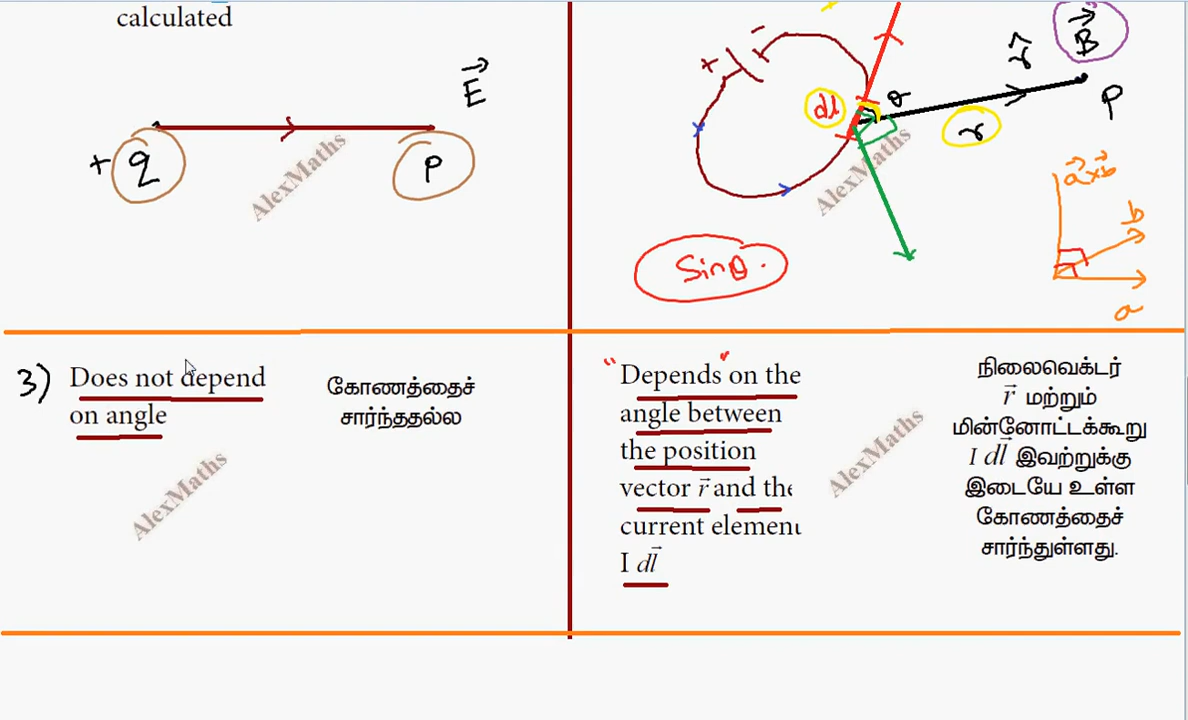 calculated
E
+ q
P
AlexMaths
+ -
dl
θ
r
r
B
P
AlexMaths
Sinθ.
a×b
b
a
3) Does not depend
on angle
கோணத்தைச்
சார்ந்ததல்ல
AlexMaths
"Depends" on the
angle between
the position
vector r⃗ and the
current element
I dl⃗
AlexMaths
நிலைவெக்டர்
r⃗ மற்றும்
மின்னோட்டக்கூறு
I dl⃗ இவற்றுக்கு
இடையே உள்ள
கோணத்தைச்
சார்ந்துள்ளது.